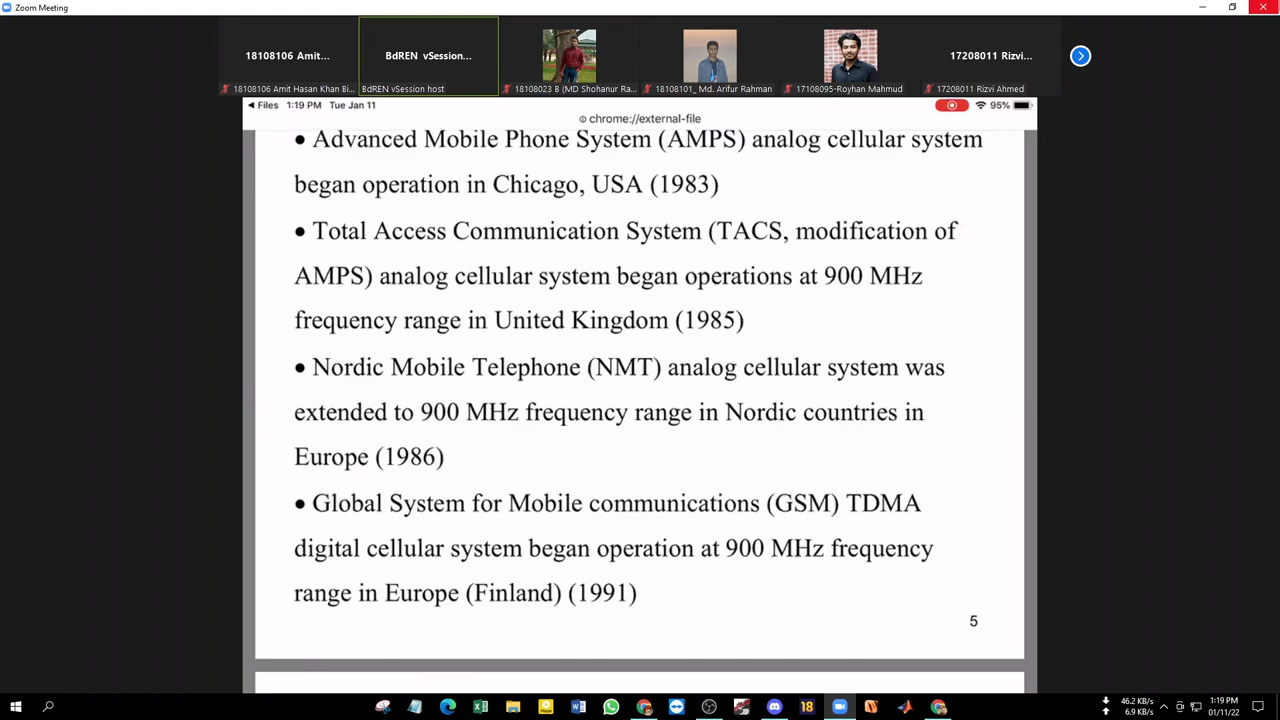 Zoom Meeting
18108106 Amit...
BdREN vSession...
17208011 Rizvi...
18108106 Amit Hasan Khan Bi...
BdREN vSession host
18108023 B (MD Shohanur Ra...
18108101_ Md. Arifur Rahman
17108095-Royhan Mahmud
17208011 Rizvi Ahmed
Files 1:19 PM Tue Jan 11
95%
chrome://external-file
• Advanced Mobile Phone System (AMPS) analog cellular system
began operation in Chicago, USA (1983)
• Total Access Communication System (TACS, modification of
AMPS) analog cellular system began operations at 900 MHz
frequency range in United Kingdom (1985)
• Nordic Mobile Telephone (NMT) analog cellular system was
extended to 900 MHz frequency range in Nordic countries in
Europe (1986)
• Global System for Mobile communications (GSM) TDMA
digital cellular system began operation at 900 MHz frequency
range in Europe (Finland) (1991)
5
18
46.2 KB/s
6.9 KB/s
1:19 PM
01/11/22